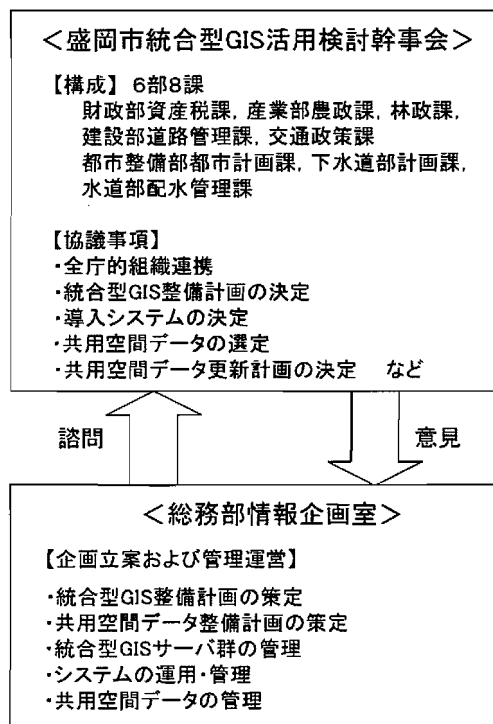 ＜盛岡市統合型GIS活用検討幹事会＞
【構成】 6部8課
財政部資産税課，産業部農政課，林政課，
建設部道路管理課，交通政策課
都市整備部都市計画課，下水道部計画課，
水道部配水管理課
【協議事項】
・全庁的組織連携
・統合型GIS整備計画の決定
・導入システムの決定
・共用空間データの選定
・共用空間データ更新計画の決定　など
諮問
意見
＜総務部情報企画室＞
【企画立案および管理運営】
・統合型GIS整備計画の策定
・共用空間データ整備計画の策定
・統合型GISサーバ群の管理
・システムの運用・管理
・共用空間データの管理